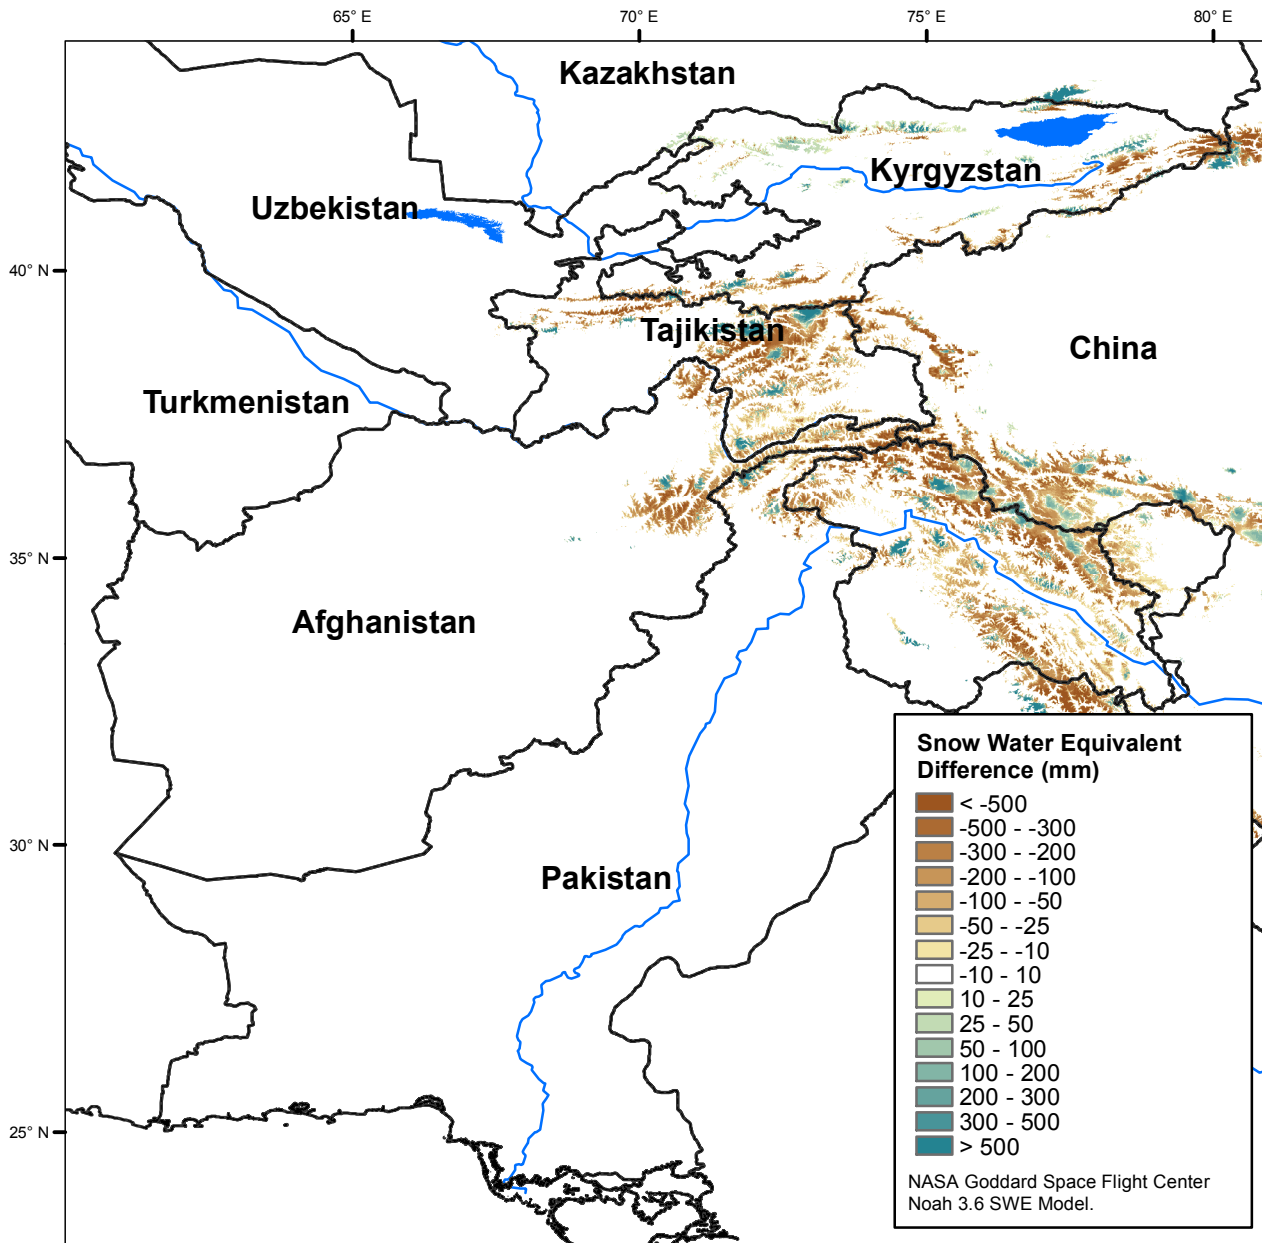 65° E
70° E
75° E
80° E
Kazakhstan
Kyrgyzstan
Uzbekistan
40° N
Tajikistan
China
Turkmenistan
35° N
Afghanistan
30° N
Pakistan
25° N
Snow Water Equivalent
Difference (mm)
< -500
-500 - -300
-300 - -200
-200 - -100
-100 - -50
-50 - -25
-25 - -10
-10 - 10
10 - 25
25 - 50
50 - 100
100 - 200
200 - 300
300 - 500
> 500
NASA Goddard Space Flight Center
Noah 3.6 SWE Model.